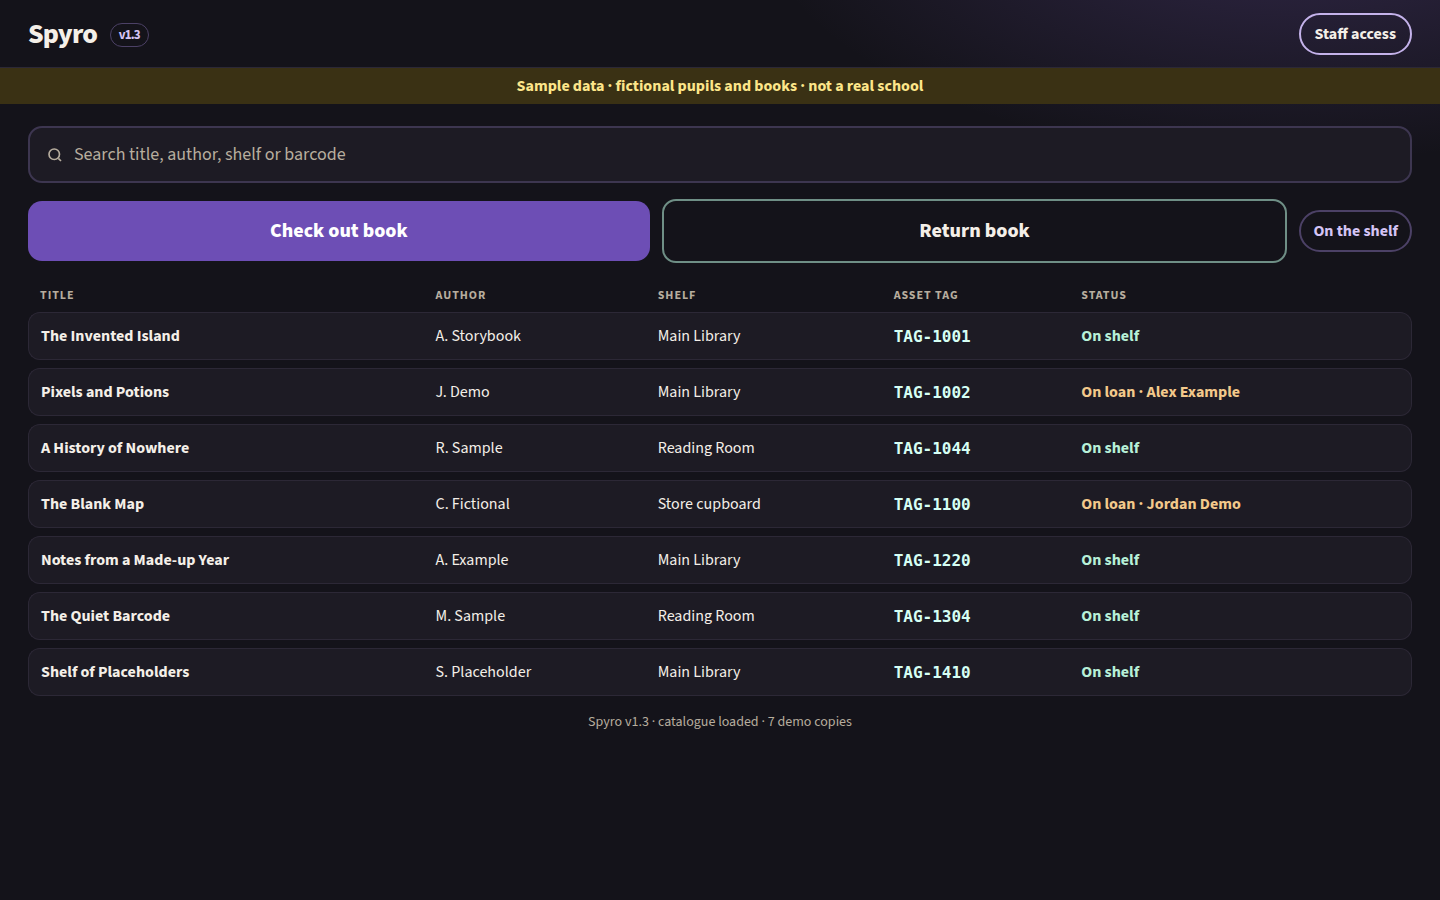 Spyro v1.3 Staff access
Sample data · fictional pupils and books · not a real school
Search title, author, shelf or barcode
Check out book Return book On the shelf
TITLE AUTHOR SHELF ASSET TAG STATUS
The Invented Island A. Storybook Main Library TAG-1001 On shelf
Pixels and Potions J. Demo Main Library TAG-1002 On loan · Alex Example
A History of Nowhere R. Sample Reading Room TAG-1044 On shelf
The Blank Map C. Fictional Store cupboard TAG-1100 On loan · Jordan Demo
Notes from a Made-up Year A. Example Main Library TAG-1220 On shelf
The Quiet Barcode M. Sample Reading Room TAG-1304 On shelf
Shelf of Placeholders S. Placeholder Main Library TAG-1410 On shelf
Spyro v1.3 · catalogue loaded · 7 demo copies